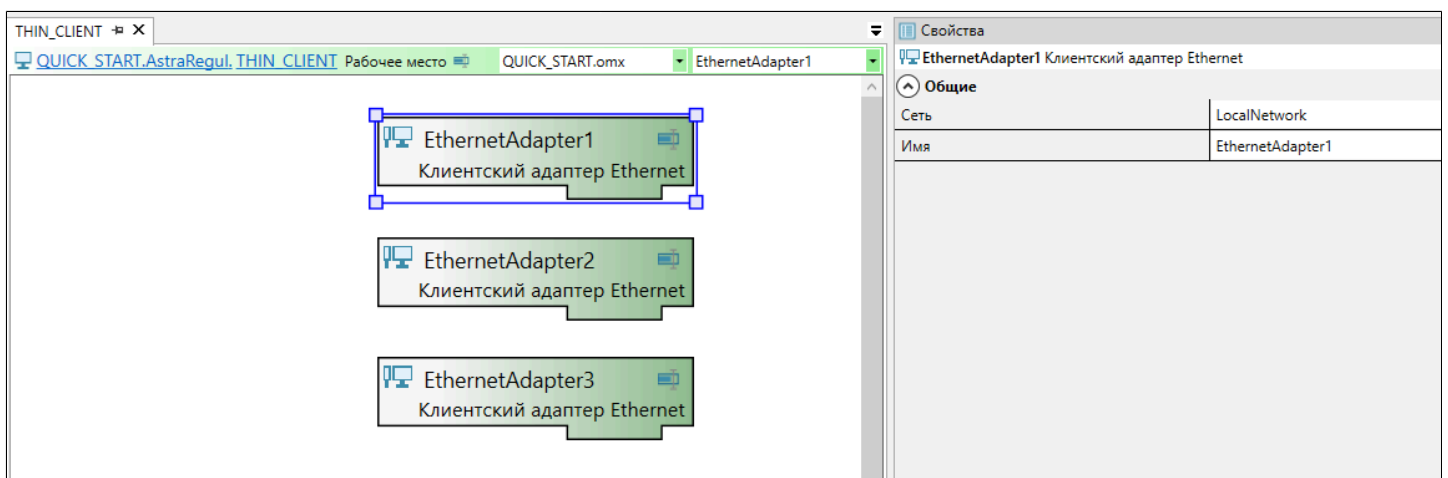 THIN_CLIENT
QUICK_START.AstraRegul. THIN_CLIENT Рабочее место QUICK_START.omx EthernetAdapter1
EthernetAdapter1
Клиентский адаптер Ethernet
EthernetAdapter2
Клиентский адаптер Ethernet
EthernetAdapter3
Клиентский адаптер Ethernet
Свойства
EthernetAdapter1 Клиентский адаптер Ethernet
Общие
Сеть LocalNetwork
Имя EthernetAdapter1